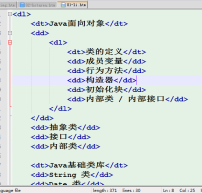 <dl>
<dt>Java面向对象</dt>
<dd>
<dl>
<dt>类的定义</dt>
<dd>成员变量</dd>
<dd>行为方法</dd>
<dd>构造器</dd>
<dd>初始化块</dd>
<dd>内部类 / 内部接口</dd>
</dl>
</dd>
<dd>抽象类</dd>
<dd>接口</dd>
<dd>内部类</dd>
<dt>Java基础类库</dt>
<dd>String 类</dd>
<dd>Date 类</dd>